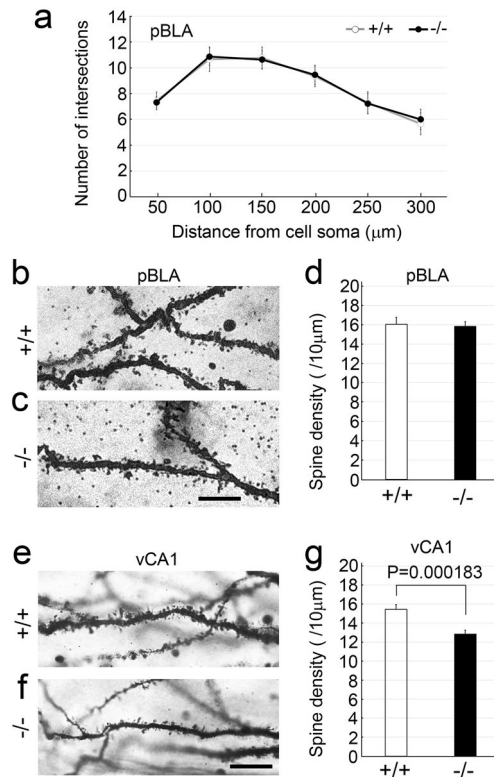 a
pBLA
+/+ -/-
Number of intersections
14
12
10
8
6
4
2
0
50 100 150 200 250 300
Distance from cell soma (μm)
b
pBLA
+/+
c
-/-
d
pBLA
Spine density ( /10μm)
20
18
16
14
12
10
8
6
4
2
0
+/+ -/-
e
vCA1
+/+
f
-/-
g
vCA1
P=0.000183
Spine density ( /10μm)
20
18
16
14
12
10
8
6
4
2
0
+/+ -/-